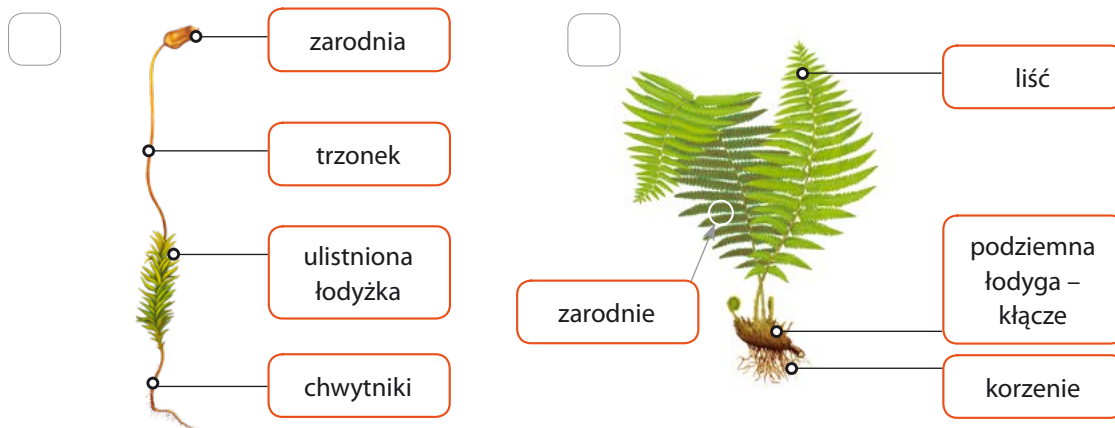 zarodnia
trzonek
ulistniona
łodyżka
chwytniki
liść
zarodnie
podziemna
łodyga –
kłącze
korzenie